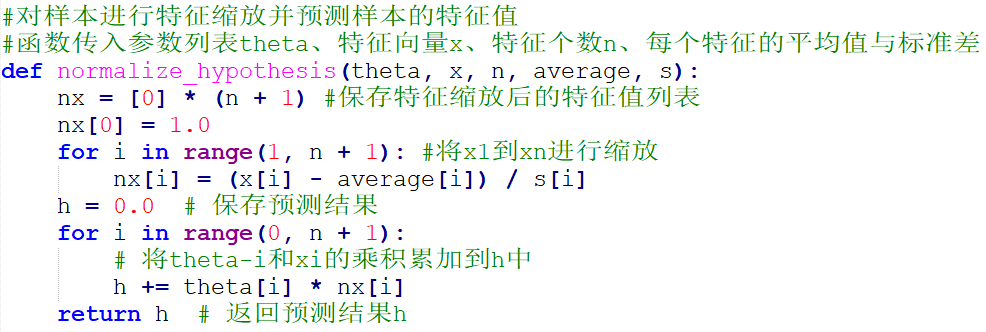 #对样本进行特征缩放并预测样本的特征值
#函数传入参数列表theta、特征向量x、特征个数n、每个特征的平均值与标准差
def normalize_hypothesis(theta, x, n, average, s):
    nx = [0] * (n + 1) #保存特征缩放后的特征值列表
    nx[0] = 1.0
    for i in range(1, n + 1): #将x1到xn进行缩放
        nx[i] = (x[i] - average[i]) / s[i]
    h = 0.0  # 保存预测结果
    for i in range(0, n + 1):
        # 将theta-i和xi的乘积累加到h中
        h += theta[i] * nx[i]
    return h  # 返回预测结果h